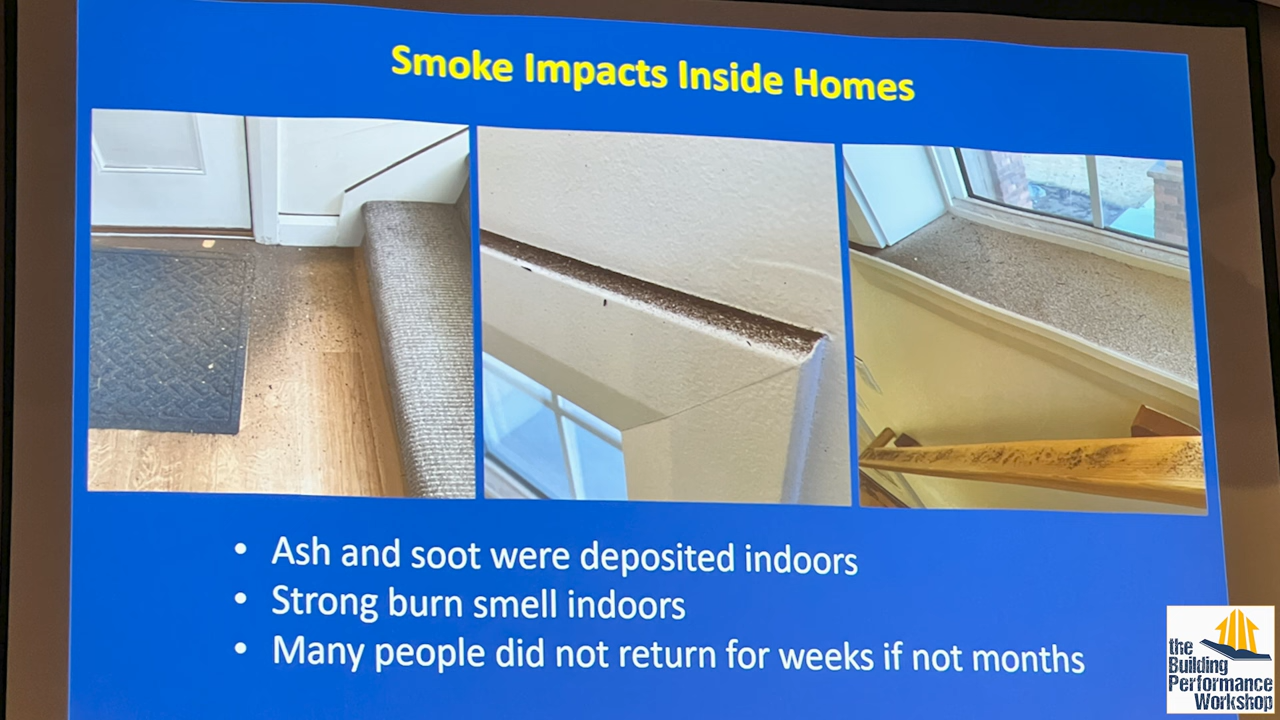 Smoke Impacts Inside Homes
• Ash and soot were deposited indoors
• Strong burn smell indoors
• Many people did not return for weeks if not months
the
Building
Performance
Workshop